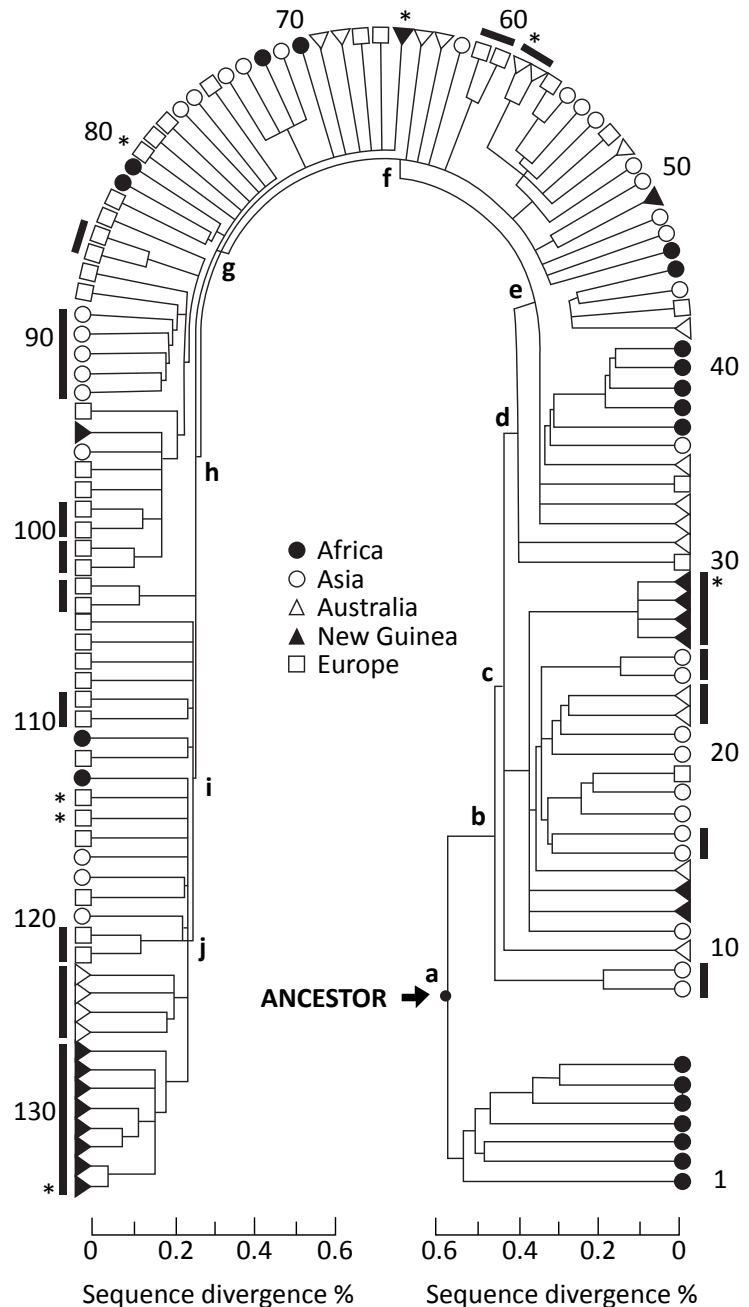 70
*
60
*
80
*
50
f
g
e
90
40
d
h
100
Africa
Asia
Australia
New Guinea
Europe
30
*
c
110
20
i
b
*
*
120
10
j
a
ANCESTOR
130
*
1
0 0.2 0.4 0.6
0.6 0.4 0.2 0
Sequence divergence %
Sequence divergence %